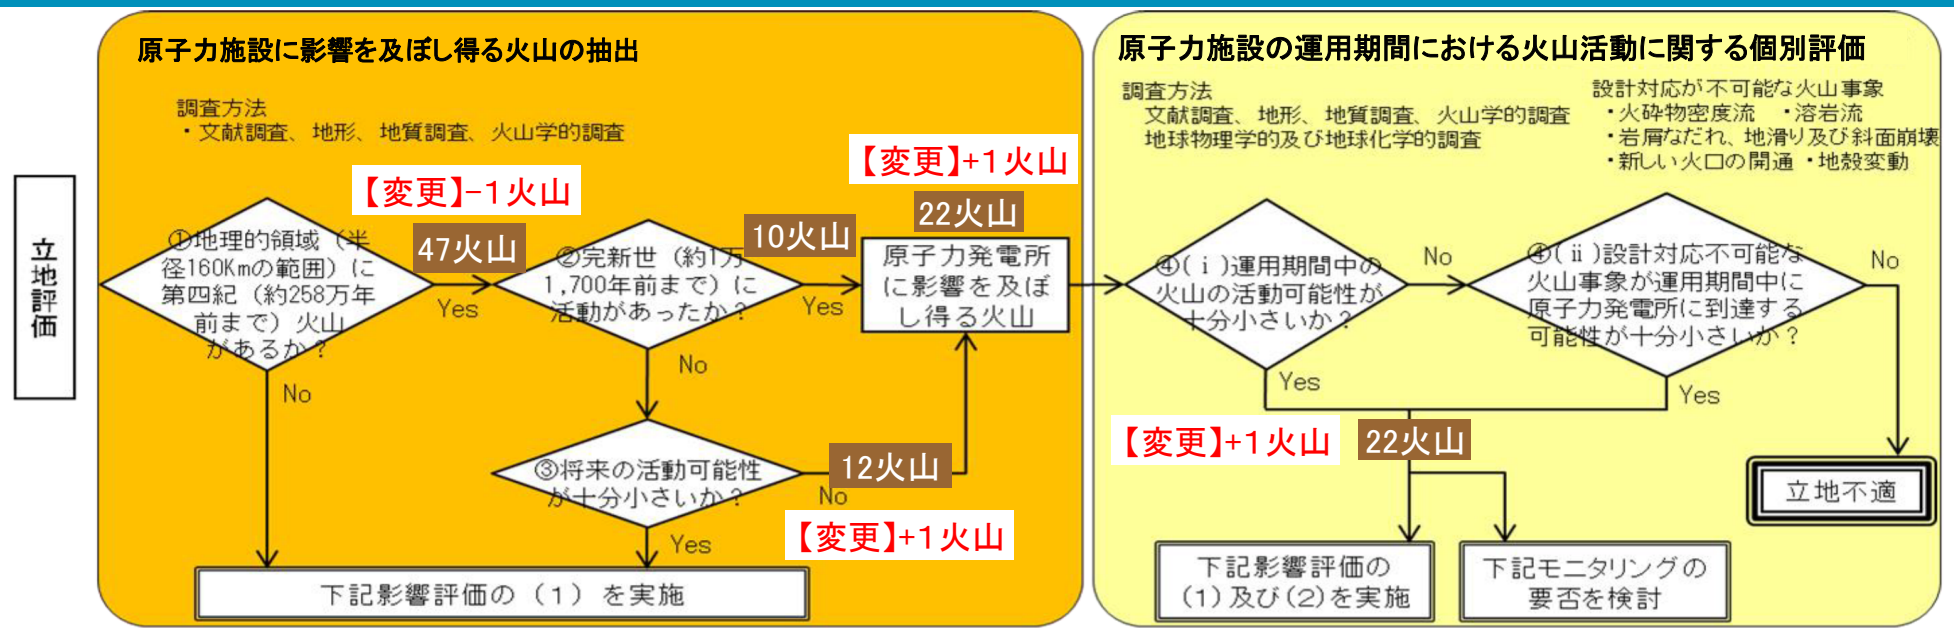 原子力施設に影響を及ぼし得る火山の抽出
調査方法
・文献調査、地形、地質調査、火山学的調査
立地評価
①地理的領域（半
径160Kmの範囲）に
第四紀（約258万年
前まで）火山
があるか？
Yes
No
【変更】-1火山
47火山
②完新世（約1万
1,700年前まで）に
活動があったか？
Yes
No
10火山
③将来の活動可能性
が十分小さいか？
No
Yes
12火山
【変更】+1火山
【変更】+1火山
22火山
原子力発電所
に影響を及ぼ
し得る火山
下記影響評価の（1）を実施
原子力施設の運用期間における火山活動に関する個別評価
調査方法
文献調査、地形、地質調査、火山学的調査
地球物理学的及び地球化学的調査
設計対応が不可能な火山事象
・火砕物密度流　・溶岩流
・岩屑なだれ、地滑り及び斜面崩壊
・新しい火口の開通・地殻変動
④(ⅰ)運用期間中の
火山の活動可能性が
十分小さいか？
No
Yes
④(ⅱ)設計対応不可能な
火山事象が運用期間中に
原子力発電所に到達する
可能性が十分小さいか？
No
Yes
【変更】+1火山
22火山
立地不適
下記影響評価の
(1)及び(2)を実施
下記モニタリングの
要否を検討